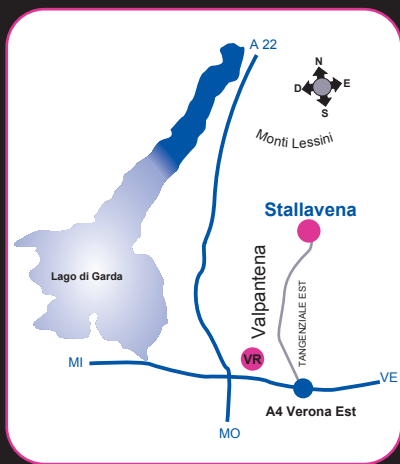 A 22
N
D
E
S
Monti Lessini
Stallavena
Lago di Garda
Valpantena
TANGENZIALE EST
VR
MI
VE
A4 Verona Est
MO